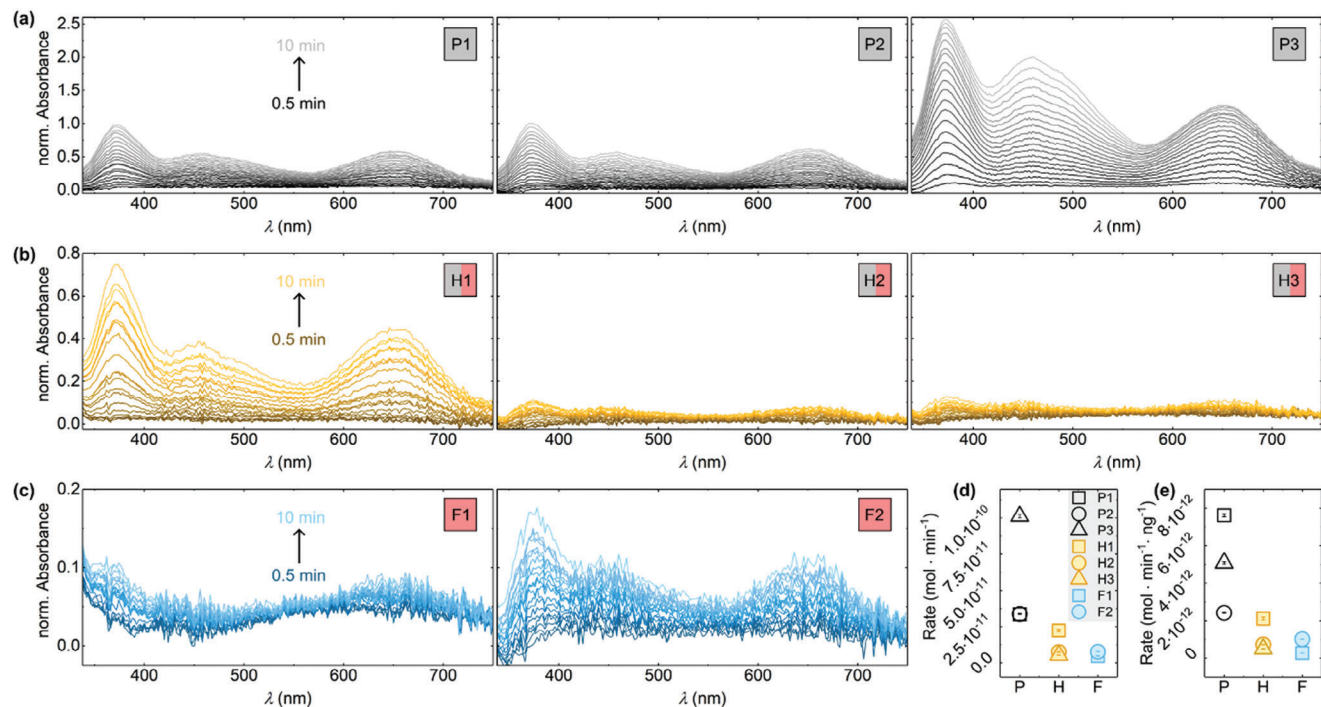 (a)
2.5
2.0
1.5
1.0
0.5
0.0
norm. Absorbance
10 min
0.5 min
P1
P2
P3
400 500 600 700
400 500 600 700
400 500 600 700
λ (nm)
λ (nm)
λ (nm)
(b)
0.8
0.6
0.4
0.2
0.0
norm. Absorbance
10 min
0.5 min
H1
H2
H3
400 500 600 700
400 500 600 700
400 500 600 700
λ (nm)
λ (nm)
λ (nm)
(c)
0.2
0.1
0.0
norm. Absorbance
10 min
0.5 min
F1
F2
400 500 600 700
400 500 600 700
λ (nm)
λ (nm)
(d)
Rate (mol · min⁻¹)
1.0·10⁻¹⁰
7.5·10⁻¹¹
5.0·10⁻¹¹
2.5·10⁻¹¹
0.0
P1
P2
P3
H1
H2
H3
F1
F2
P H F
(e)
Rate (mol · min⁻¹ · ng⁻¹)
8·10⁻¹²
6·10⁻¹²
4·10⁻¹²
2·10⁻¹²
0
P H F